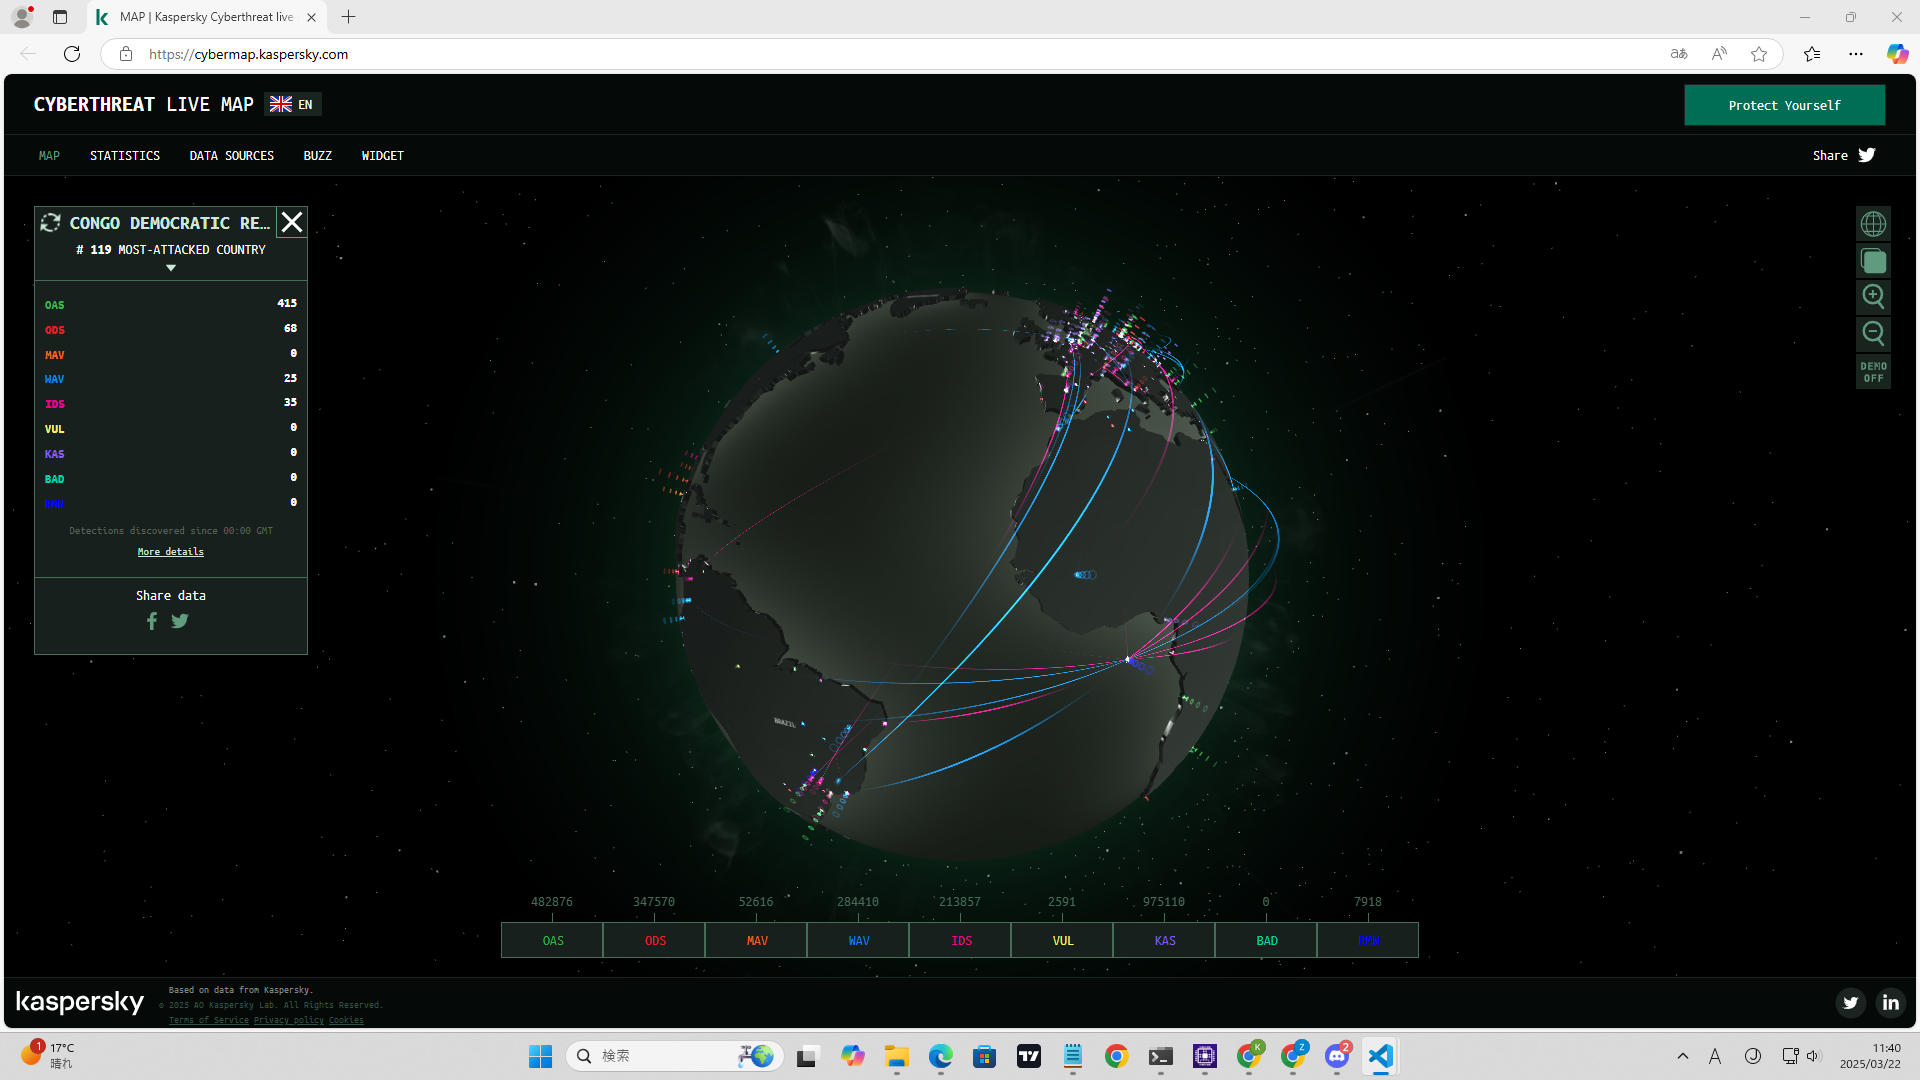 MAP | Kaspersky Cyberthreat live
https://cybermap.kaspersky.com
CYBERTHREAT LIVE MAP
EN
Protect Yourself
MAP
STATISTICS
DATA SOURCES
BUZZ
WIDGET
Share
CONGO DEMOCRATIC RE...
# 119 MOST-ATTACKED COUNTRY
OAS 415
ODS 68
MAV 0
WAV 25
IDS 35
VUL 0
KAS 0
BAD 0
RMW 0
Detections discovered since 00:00 GMT
More details
Share data
DEMO
OFF
BRAZIL
482876
347570
52616
284410
213857
2591
975110
0
7918
OAS
ODS
MAV
WAV
IDS
VUL
KAS
BAD
RMW
kaspersky
Based on data from Kaspersky.
© 2025 AO Kaspersky Lab. All Rights Reserved.
Terms of Service Privacy policy Cookies
1
17°C
晴れ
検索
K
Z
2
A
11:40
2025/03/22